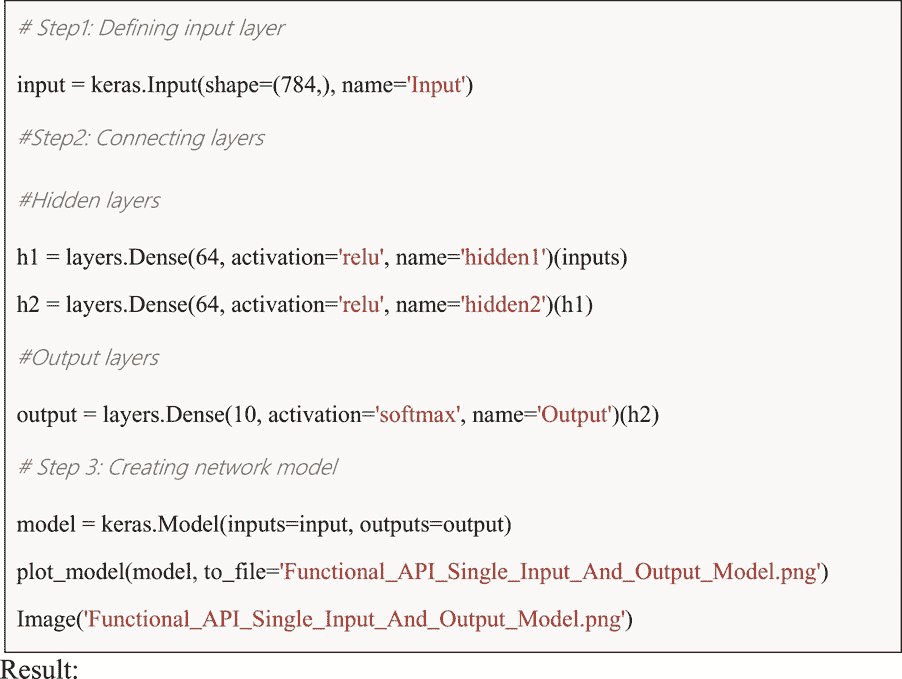 # Step1: Defining input layer
input = keras.Input(shape=(784,), name='Input')
#Step2: Connecting layers
#Hidden layers
h1 = layers.Dense(64, activation='relu', name='hidden1')(inputs)
h2 = layers.Dense(64, activation='relu', name='hidden2')(h1)
#Output layers
output = layers.Dense(10, activation='softmax', name='Output')(h2)
# Step 3: Creating network model
model = keras.Model(inputs=input, outputs=output)
plot_model(model, to_file='Functional_API_Single_Input_And_Output_Model.png')
Image('Functional_API_Single_Input_And_Output_Model.png')
Result: